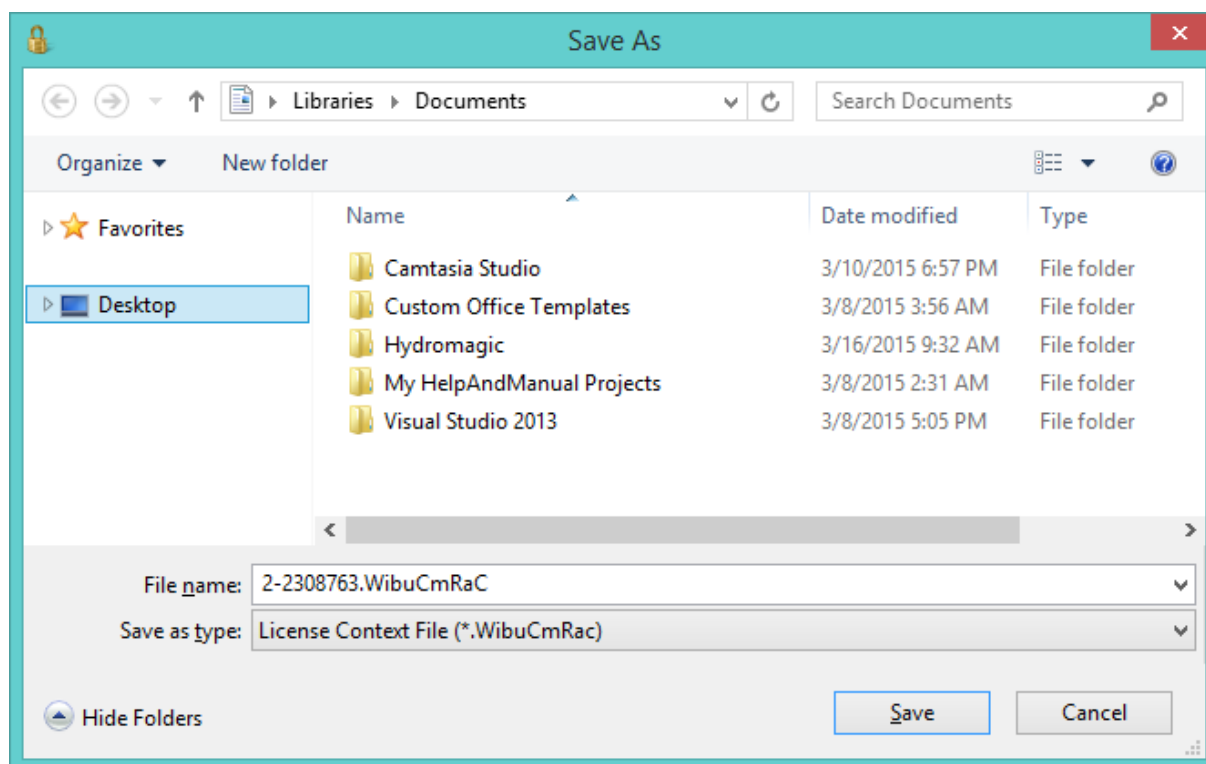 Save As
Libraries Documents Search Documents
Organize New folder
Name Date modified Type
Favorites
Desktop
Camtasia Studio 3/10/2015 6:57 PM File folder
Custom Office Templates 3/8/2015 3:56 AM File folder
Hydromagic 3/16/2015 9:32 AM File folder
My HelpAndManual Projects 3/8/2015 2:31 AM File folder
Visual Studio 2013 3/8/2015 5:05 PM File folder
File name: 2-2308763.WibuCmRaC
Save as type: License Context File (*.WibuCmRac)
Hide Folders Save Cancel